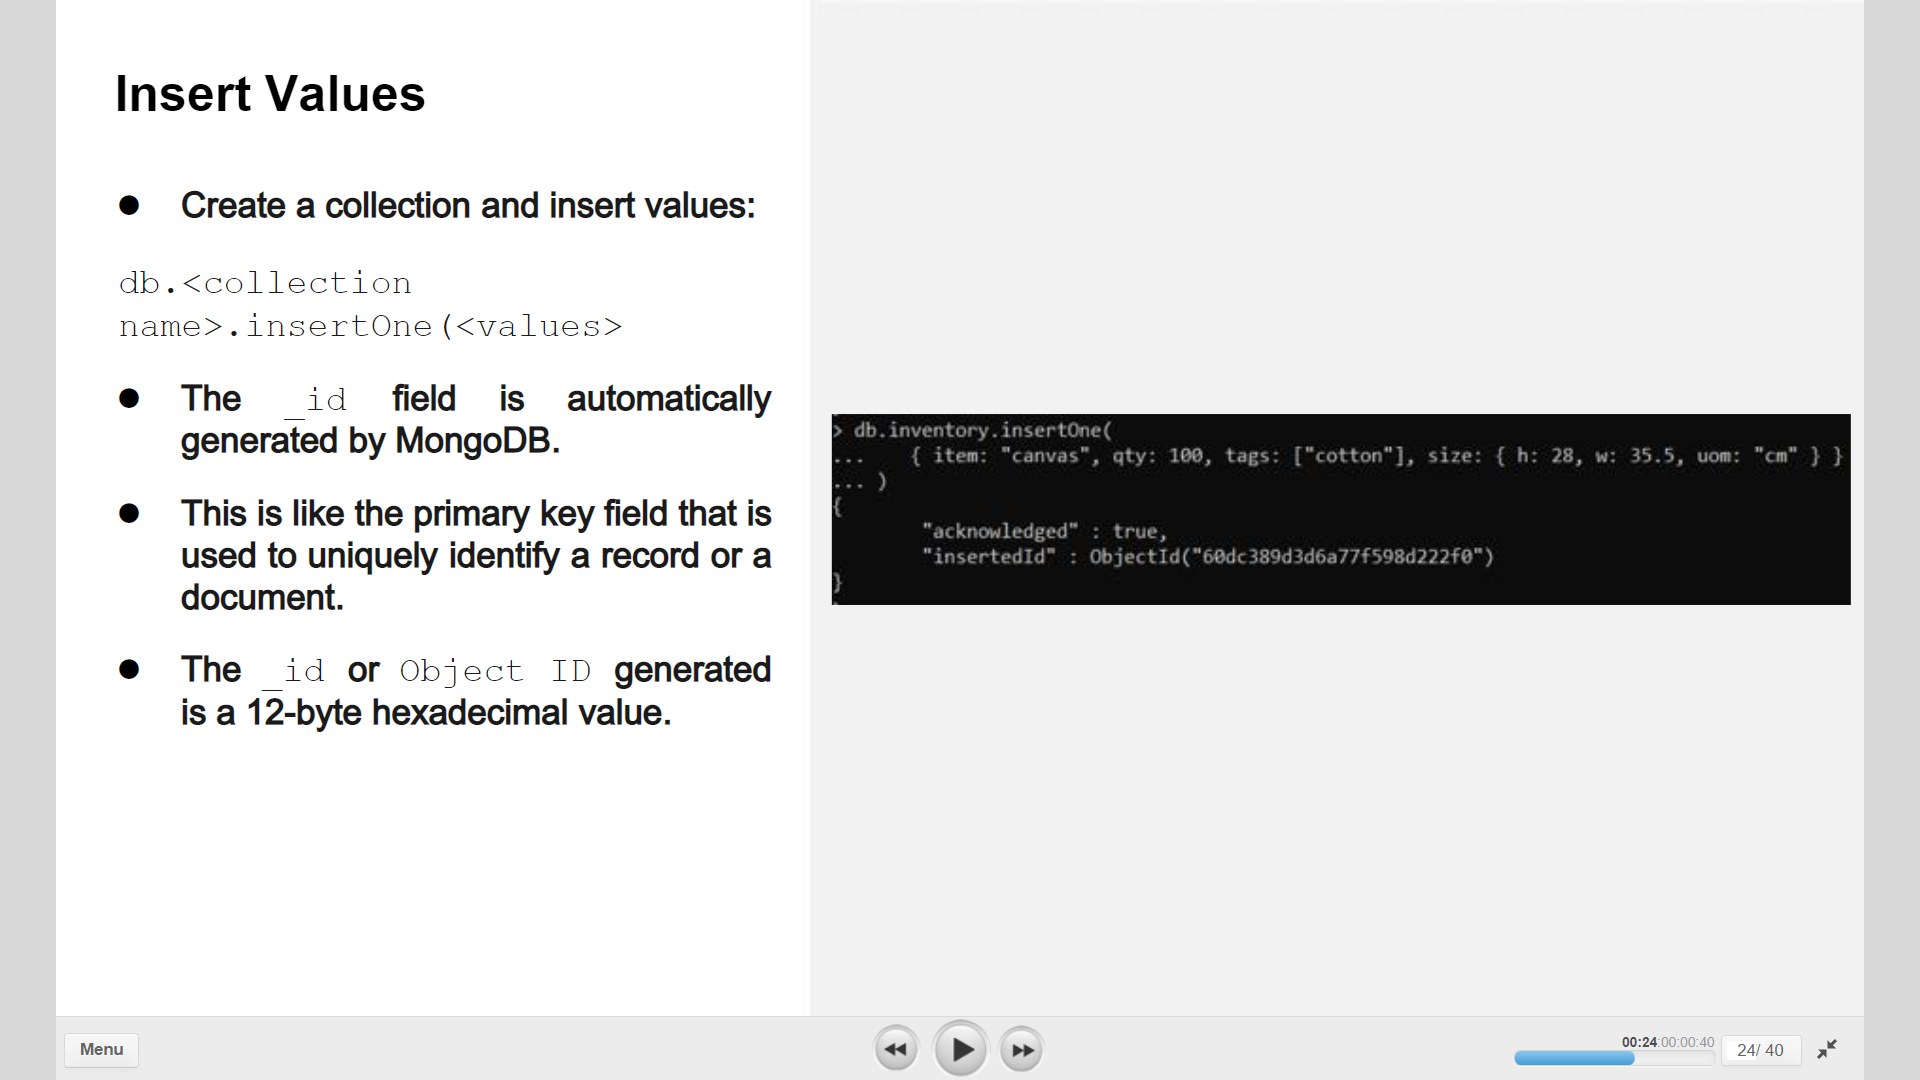 Insert Values
● Create a collection and insert values:
db.<collection
name>.insertOne(<values>
● The _id field is automatically
generated by MongoDB.
● This is like the primary key field that is
used to uniquely identify a record or a
document.
● The _id or Object ID generated
is a 12-byte hexadecimal value.
> db.inventory.insertOne(
... { item: "canvas", qty: 100, tags: ["cotton"], size: { h: 28, w: 35.5, uom: "cm" } }
... )
{
"acknowledged" : true,
"insertedId" : ObjectId("60dc389d3d6a77f598d222f0")
}
Menu
00:24:00:00:40
24/ 40